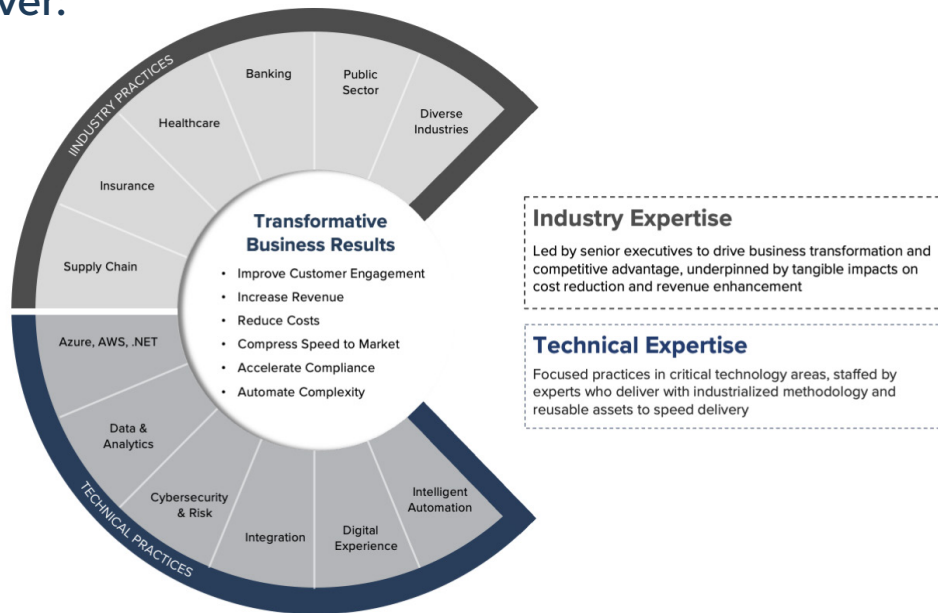 ver.
IINDUSTRY PRACTICES
Supply Chain
Insurance
Healthcare
Banking
Public
Sector
Diverse
Industries
Transformative
Business Results
• Improve Customer Engagement
• Increase Revenue
• Reduce Costs
• Compress Speed to Market
• Accelerate Compliance
• Automate Complexity
TECHNICAL PRACTICES
Azure, AWS, .NET
Data &
Analytics
Cybersecurity
& Risk
Integration
Digital
Experience
Intelligent
Automation
Industry Expertise
Led by senior executives to drive business transformation and
competitive advantage, underpinned by tangible impacts on
cost reduction and revenue enhancement
Technical Expertise
Focused practices in critical technology areas, staffed by
experts who deliver with industrialized methodology and
reusable assets to speed delivery